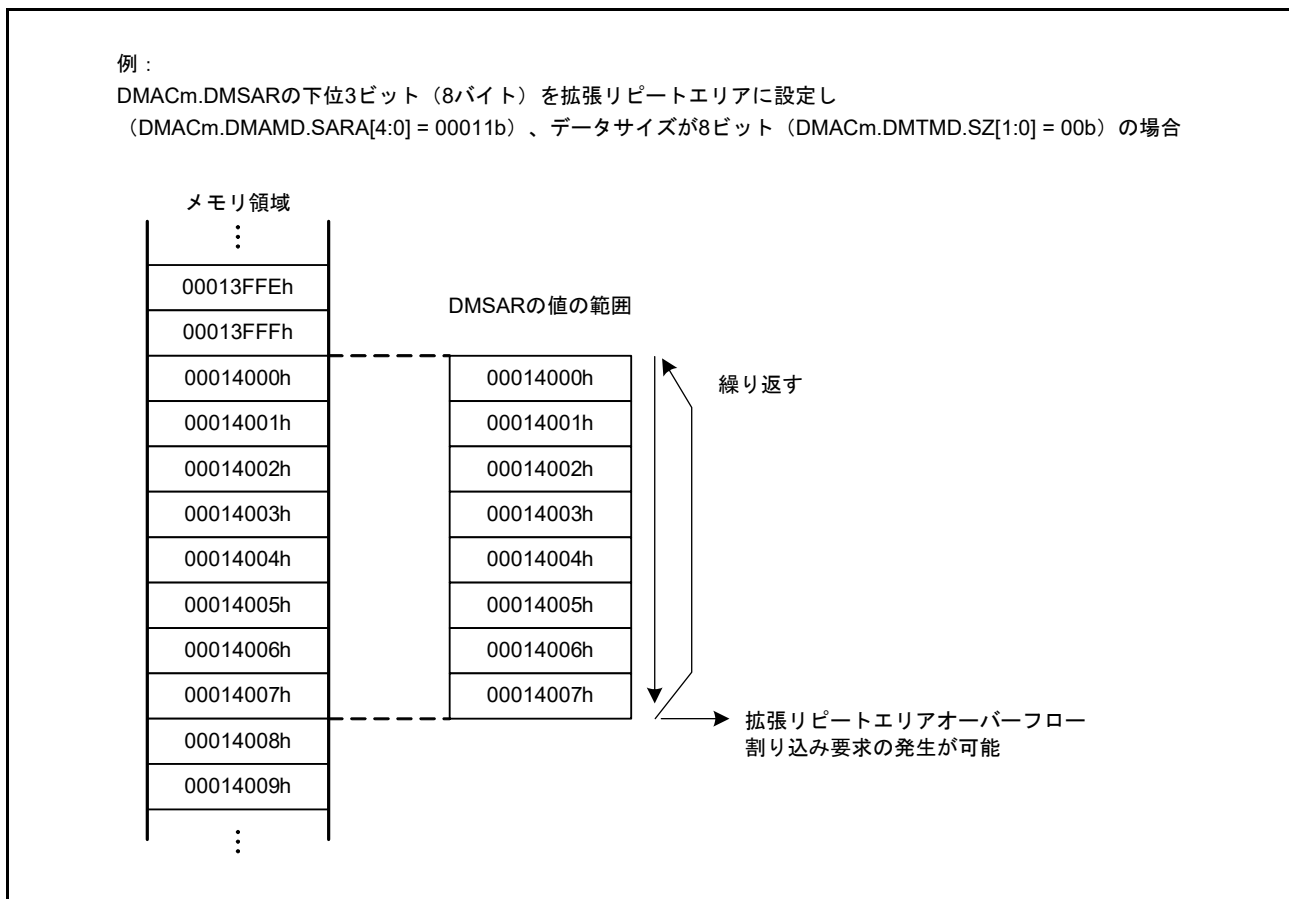 例：
DMACm.DMSARの下位3ビット（8バイト）を拡張リピートエリアに設定し
（DMACm.DMAMD.SARA[4:0] = 00011b）、データサイズが8ビット（DMACm.DMTMD.SZ[1:0] = 00b）の場合
メモリ領域
⋮
00013FFEh
00013FFFh
00014000h
00014001h
00014002h
00014003h
00014004h
00014005h
00014006h
00014007h
00014008h
00014009h
⋮
DMSARの値の範囲
00014000h
00014001h
00014002h
00014003h
00014004h
00014005h
00014006h
00014007h
繰り返す
拡張リピートエリアオーバーフロー
割り込み要求の発生が可能